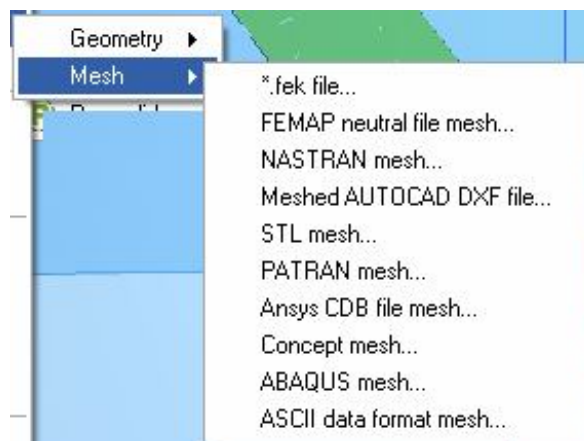 Geometry
Mesh
*.fek file...
FEMAP neutral file mesh...
NASTRAN mesh...
Meshed AUTOCAD DXF file...
STL mesh...
PATRAN mesh...
Ansys CDB file mesh...
Concept mesh...
ABAQUS mesh...
ASCII data format mesh...